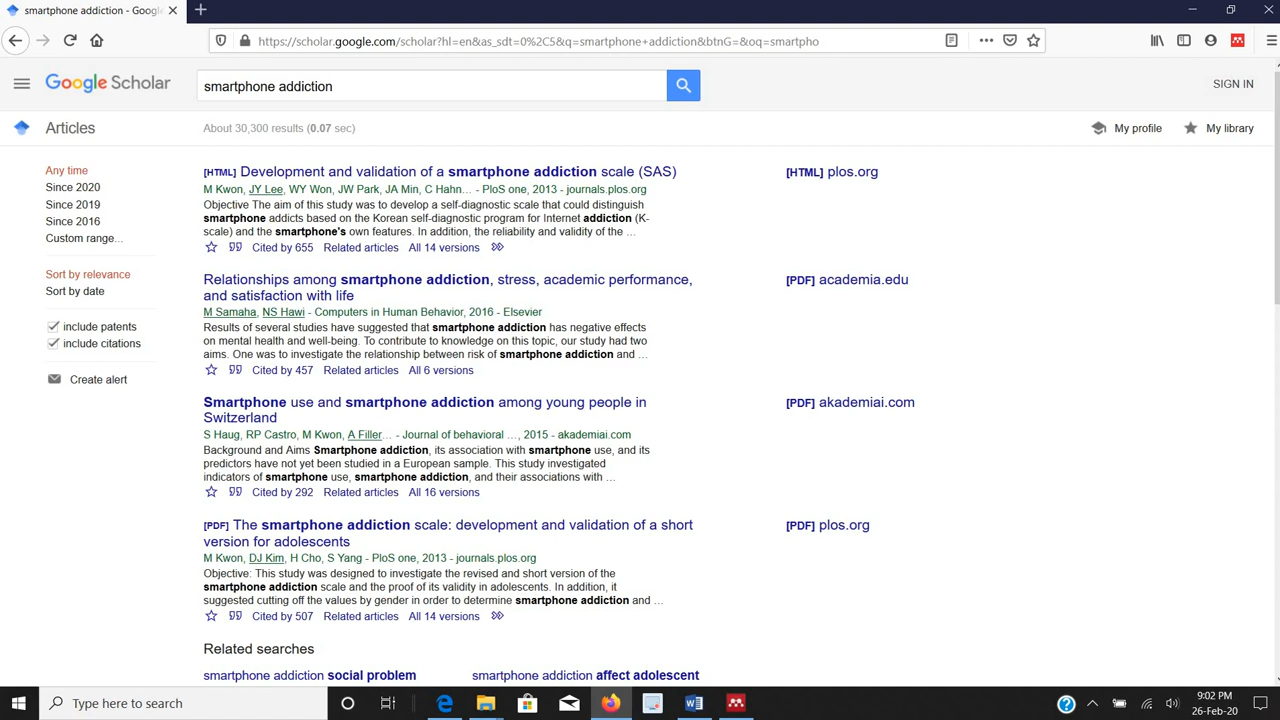 smartphone addiction - Googl
https://scholar.google.com/scholar?hl=en&as_sdt=0%2C5&q=smartphone+addiction&btnG=&oq=smartpho
Google Scholar
smartphone addiction
SIGN IN
Articles
About 30,300 results (0.07 sec)
My profile
My library
Any time
Since 2020
Since 2019
Since 2016
Custom range...
Sort by relevance
Sort by date
include patents
include citations
Create alert
[HTML] Development and validation of a smartphone addiction scale (SAS)
M Kwon, JY Lee, WY Won, JW Park, JA Min, C Hahn… - PloS one, 2013 - journals.plos.org
Objective The aim of this study was to develop a self-diagnostic scale that could distinguish
smartphone addicts based on the Korean self-diagnostic program for Internet addiction (K-
scale) and the smartphone's own features. In addition, the reliability and validity of the …
Cited by 655 Related articles All 14 versions
[HTML] plos.org
Relationships among smartphone addiction, stress, academic performance,
and satisfaction with life
M Samaha, NS Hawi - Computers in Human Behavior, 2016 - Elsevier
Results of several studies have suggested that smartphone addiction has negative effects
on mental health and well-being. To contribute to knowledge on this topic, our study had two
aims. One was to investigate the relationship between risk of smartphone addiction and …
Cited by 457 Related articles All 6 versions
[PDF] academia.edu
Smartphone use and smartphone addiction among young people in
Switzerland
S Haug, RP Castro, M Kwon, A Filler… - Journal of behavioral …, 2015 - akademiai.com
Background and Aims Smartphone addiction, its association with smartphone use, and its
predictors have not yet been studied in a European sample. This study investigated
indicators of smartphone use, smartphone addiction, and their associations with …
Cited by 292 Related articles All 16 versions
[PDF] akademiai.com
[PDF] The smartphone addiction scale: development and validation of a short
version for adolescents
M Kwon, DJ Kim, H Cho, S Yang - PloS one, 2013 - journals.plos.org
Objective: This study was designed to investigate the revised and short version of the
smartphone addiction scale and the proof of its validity in adolescents. In addition, it
suggested cutting off the values by gender in order to determine smartphone addiction and …
Cited by 507 Related articles All 14 versions
[PDF] plos.org
Related searches
smartphone addiction social problem
smartphone addiction affect adolescent
Type here to search
9:02 PM
26-Feb-20